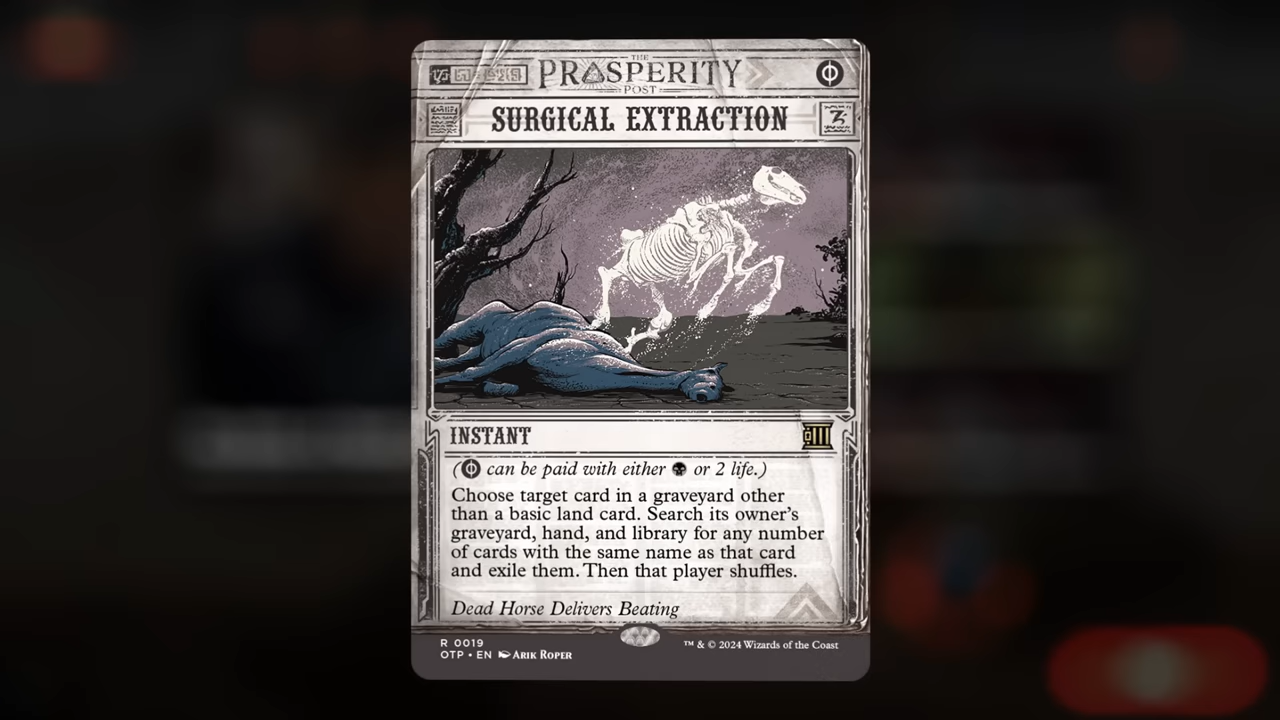 THE
PROSPERITY
POST
SURGICAL EXTRACTION
INSTANT
( can be paid with either or 2 life.)
Choose target card in a graveyard other
than a basic land card. Search its owner's
graveyard, hand, and library for any number
of cards with the same name as that card
and exile them. Then that player shuffles.
Dead Horse Delivers Beating
R 0019
OTP • EN ARIK ROPER
™ & © 2024 Wizards of the Coast